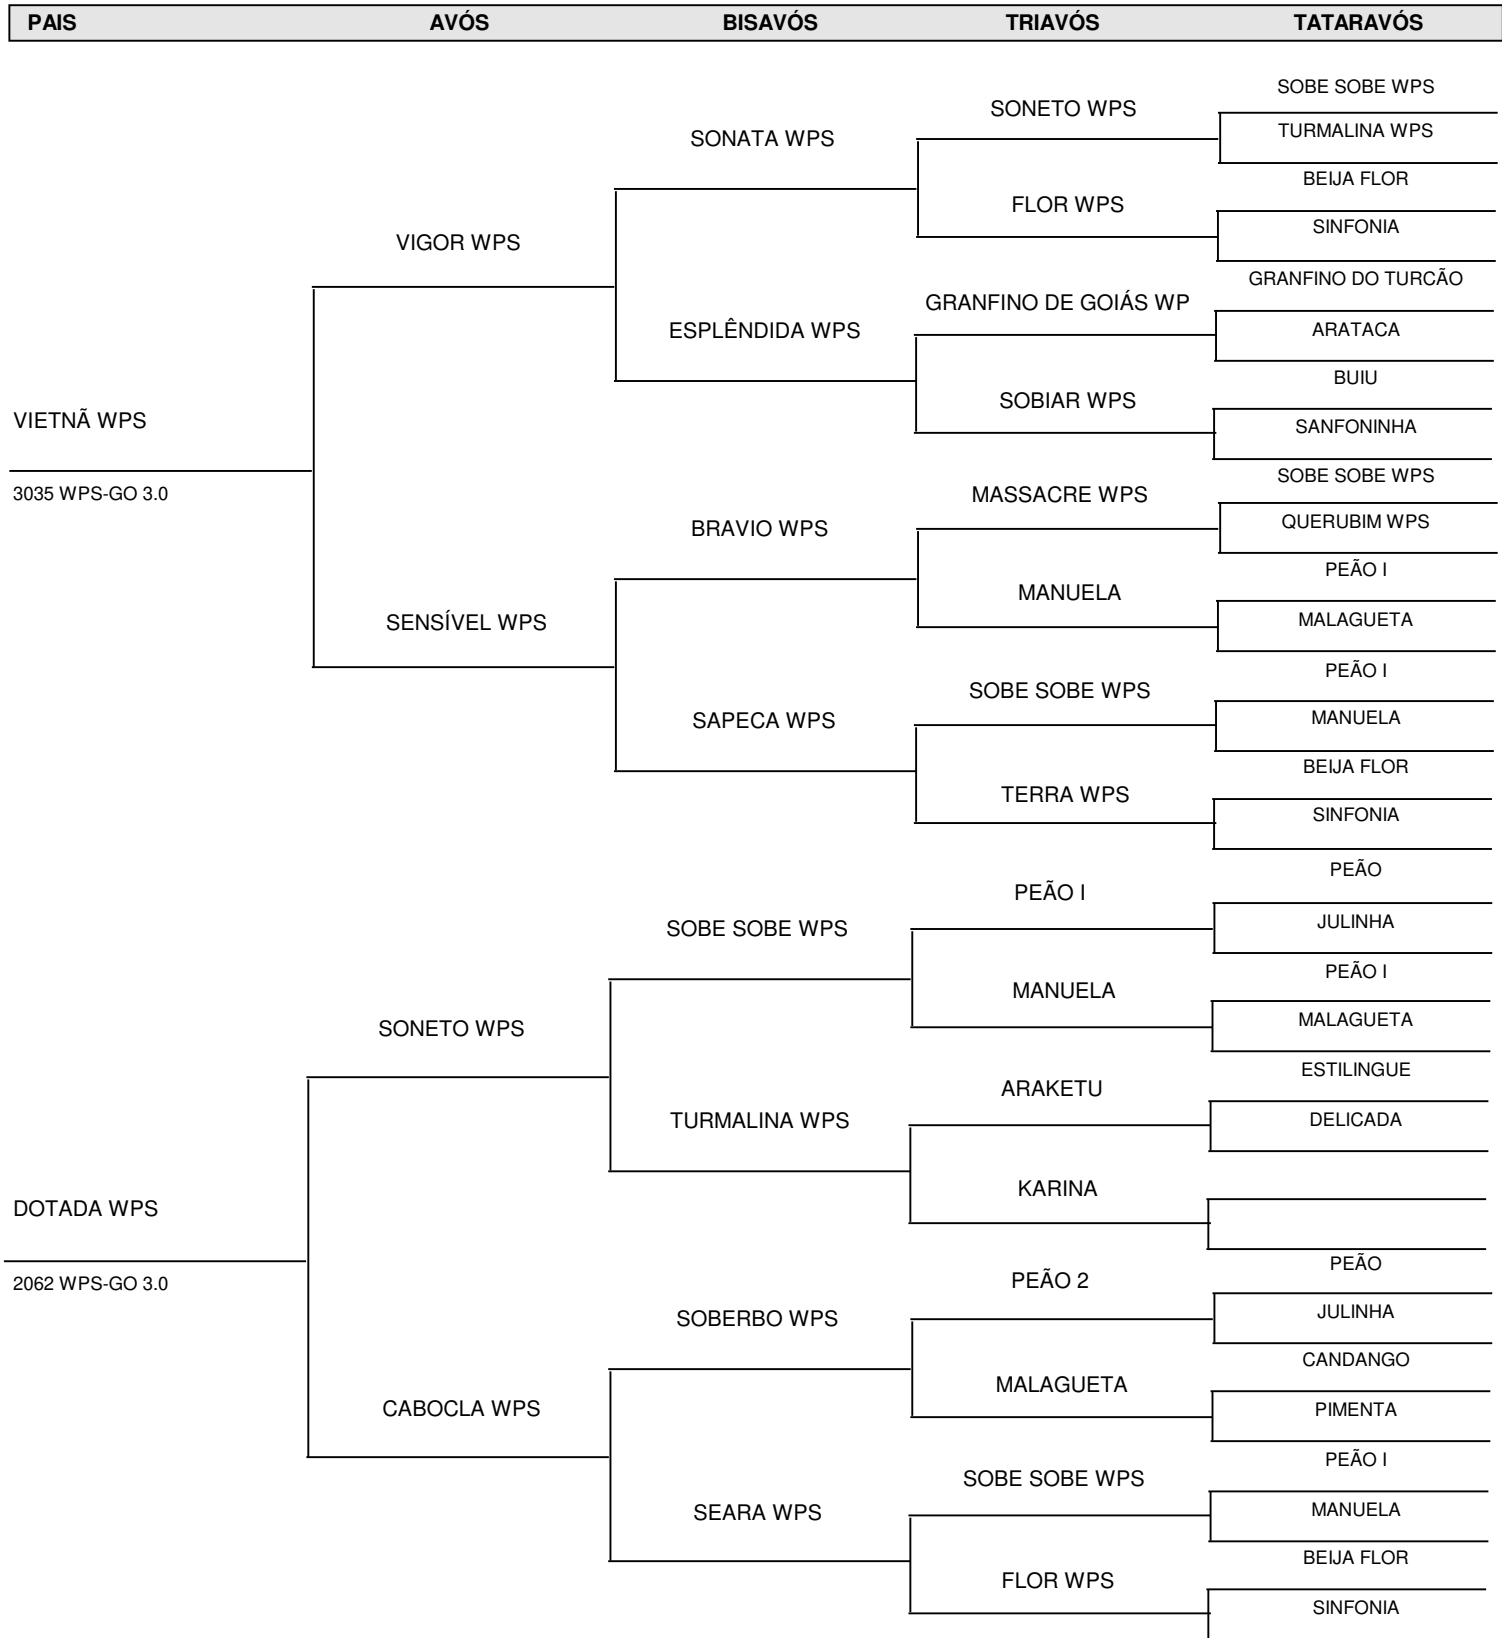 PAIS AVÓS BISAVÓS TRIAVÓS TATARAVÓS
SOBE SOBE WPS
SONETO WPS
TURMALINA WPS
SONATA WPS
BEIJA FLOR
FLOR WPS
SINFONIA
VIGOR WPS
GRANFINO DO TURCÃO
GRANFINO DE GOIÁS WP
ARATACA
ESPLÊNDIDA WPS
BUIU
SOBIAR WPS
SANFONINHA
VIETNÃ WPS
3035 WPS-GO 3.0
SOBE SOBE WPS
MASSACRE WPS
QUERUBIM WPS
BRAVIO WPS
PEÃO I
MANUELA
MALAGUETA
SENSÍVEL WPS
PEÃO I
SOBE SOBE WPS
MANUELA
SAPECA WPS
BEIJA FLOR
TERRA WPS
SINFONIA
PEÃO
PEÃO I
JULINHA
SOBE SOBE WPS
PEÃO I
MANUELA
MALAGUETA
SONETO WPS
ESTILINGUE
ARAKETU
DELICADA
TURMALINA WPS
KARINA
DOTADA WPS
2062 WPS-GO 3.0
PEÃO
PEÃO 2
JULINHA
SOBERBO WPS
CANDANGO
MALAGUETA
PIMENTA
CABOCLA WPS
PEÃO I
SOBE SOBE WPS
MANUELA
SEARA WPS
BEIJA FLOR
FLOR WPS
SINFONIA